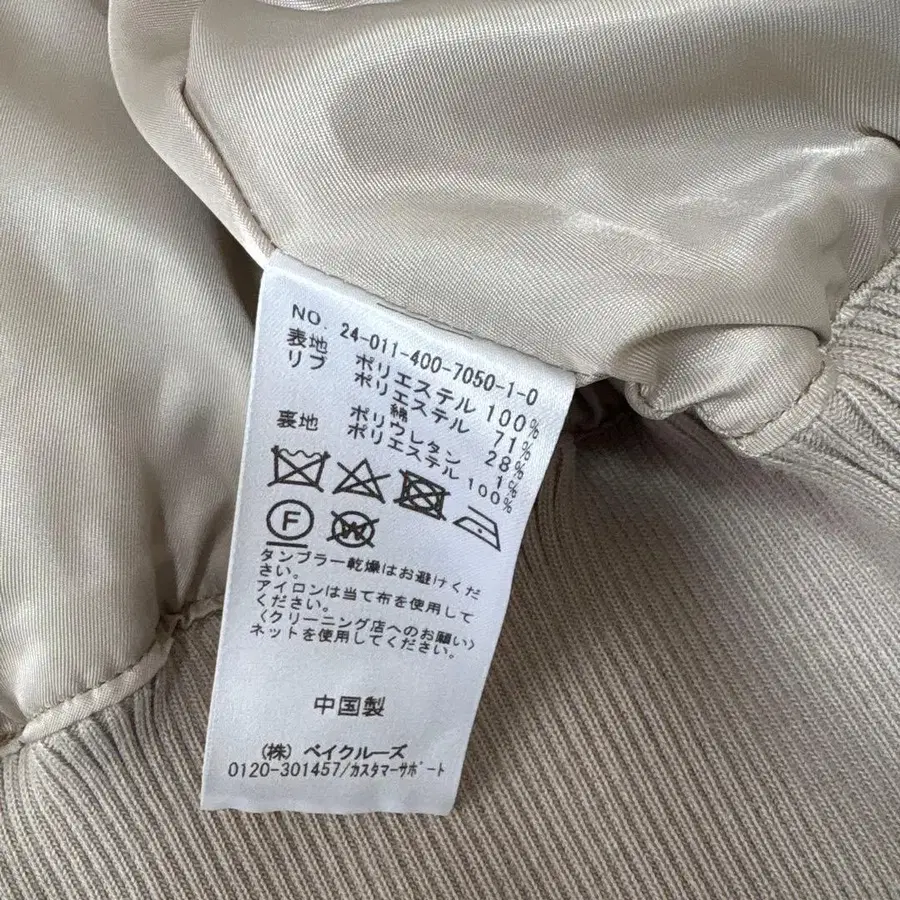 NO. 24-011-400-7050-1-0
表地 ポリエステル 100%
リブ ポリエステル 71%
綿 28%
ポリウレタン 1%
裏地 ポリエステル 100%
F W
タンブラー乾燥はお避けくだ
さい。
アイロンは当て布を使用して
ください。
〈クリーニング店へのお願い〉
ネットを使用してください。
中国製
(株) ベイクルーズ
0120-301457/カスタマーサポート